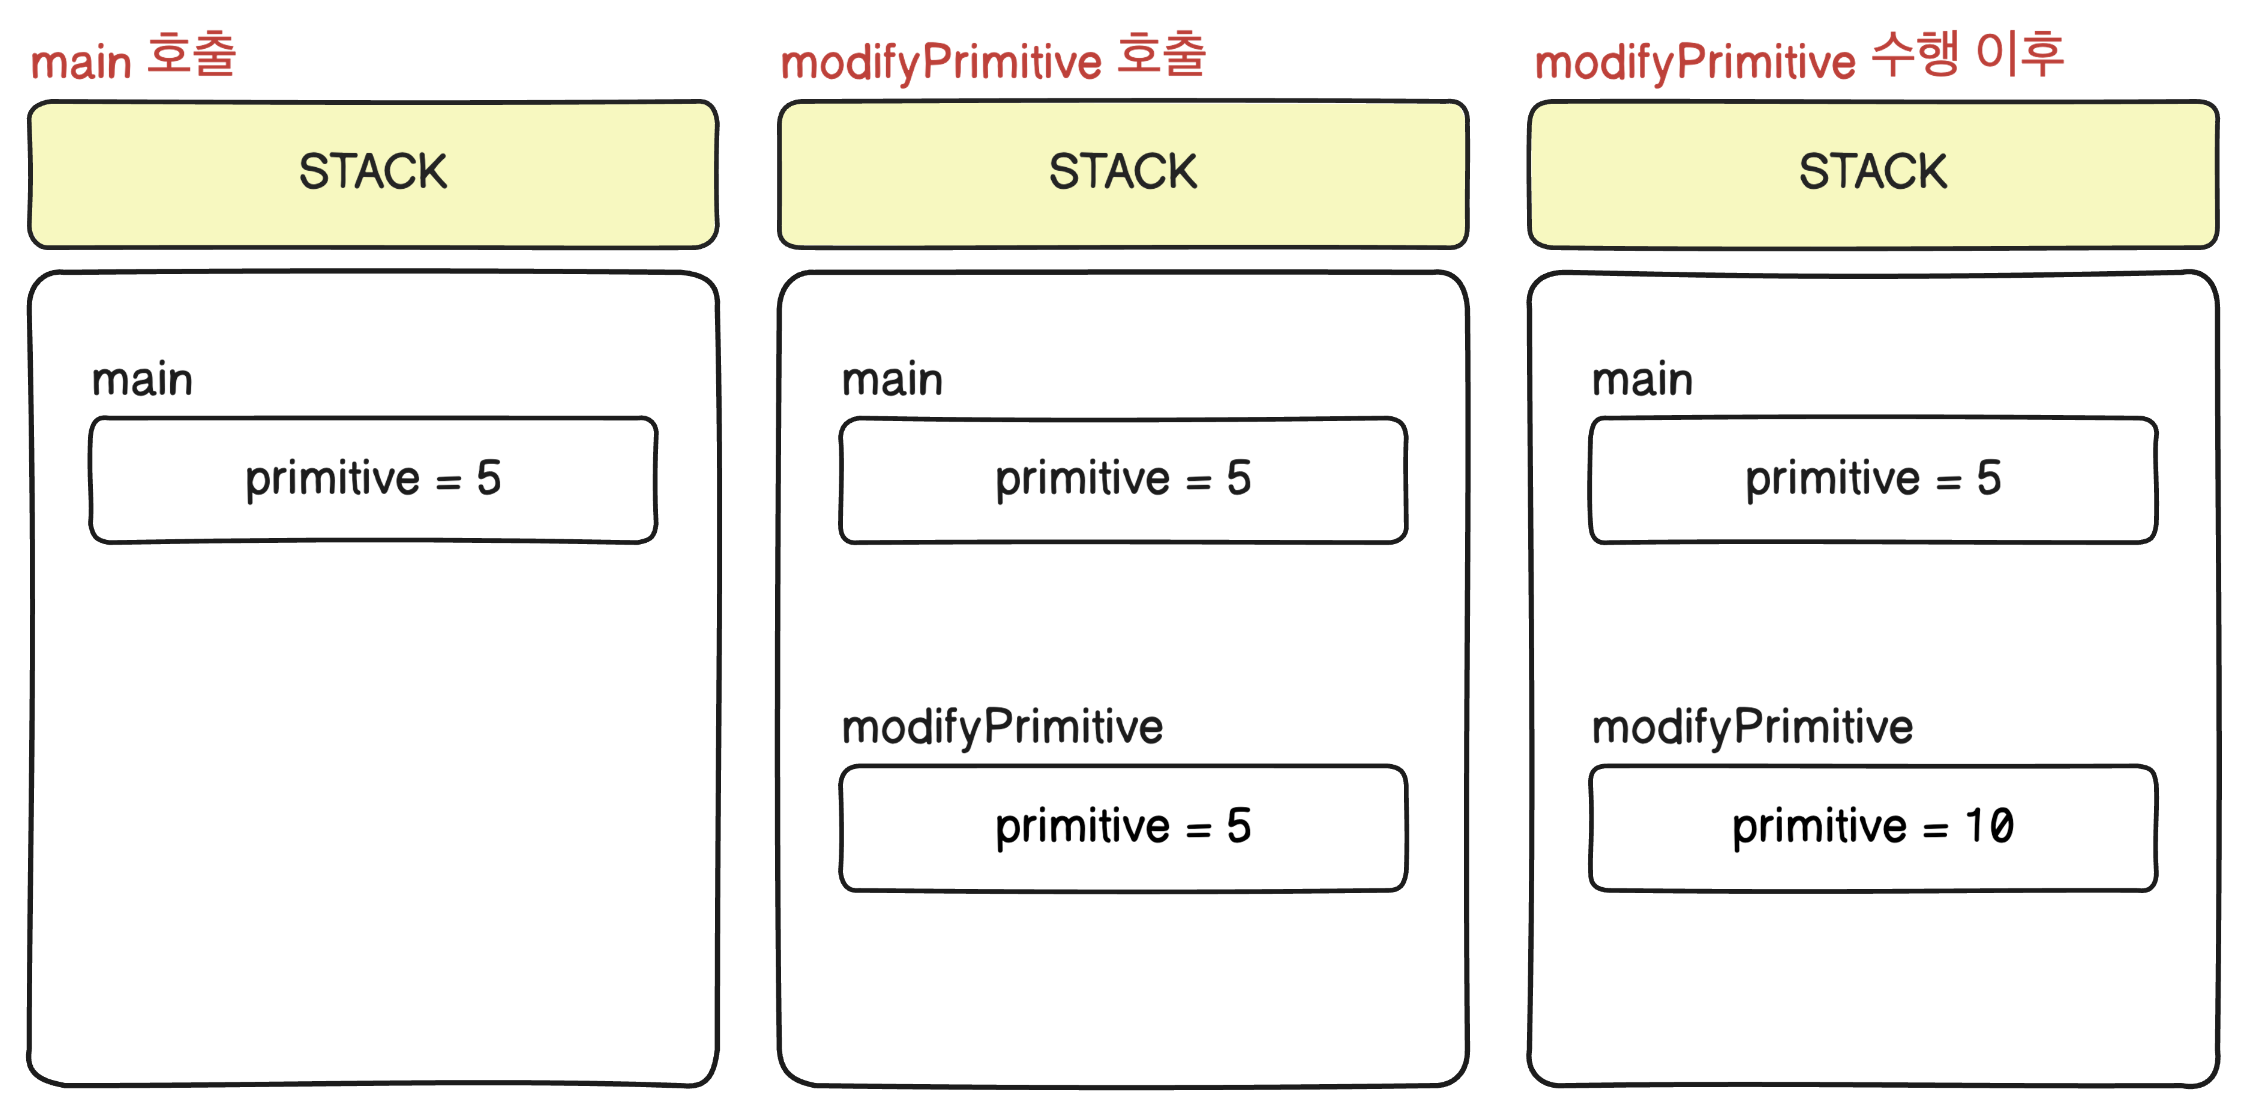 main 호출
STACK
main
primitive = 5
modifyPrimitive 호출
STACK
main
primitive = 5
modifyPrimitive
primitive = 5
modifyPrimitive 수행 이후
STACK
main
primitive = 5
modifyPrimitive
primitive = 10